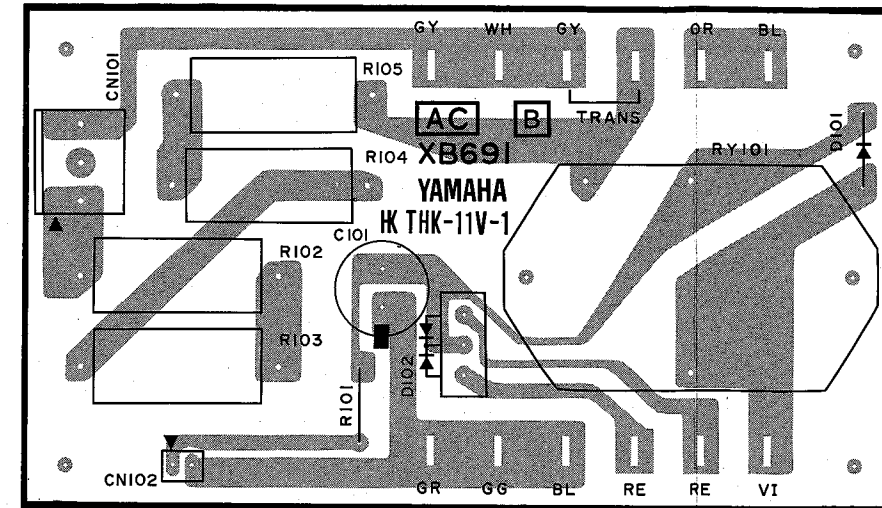 GY WH GY OR BL
CN101
R105
AC B TRANS
D101
R104 XB691 RY101
YAMAHA
HK THK-11V-1
C101
R102
R103
D102
R101
CN102
GR GG BL RE RE VI